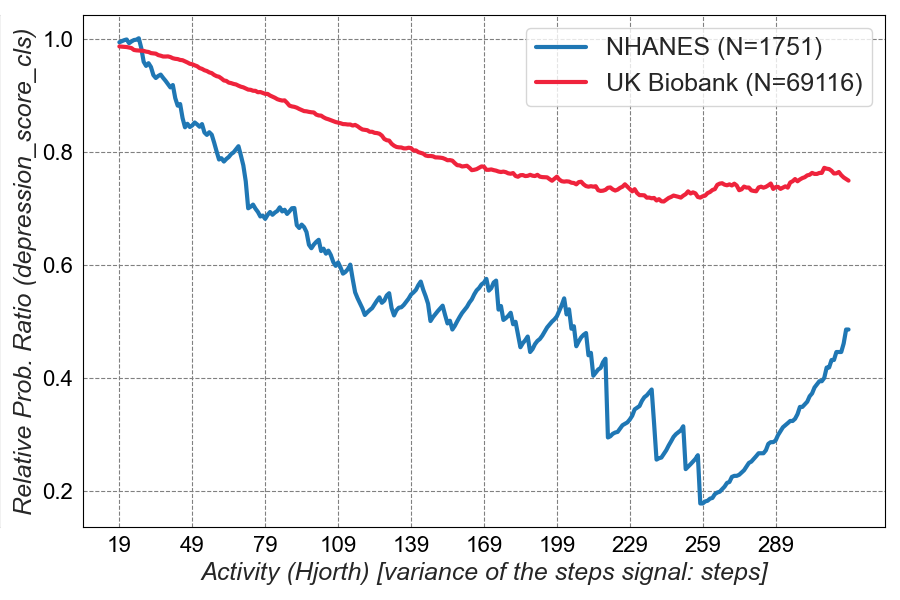 Relative Prob. Ratio (depression_score_cls)
1.0
0.8
0.6
0.4
0.2
NHANES (N=1751)
UK Biobank (N=69116)
19 49 79 109 139 169 199 229 259 289
Activity (Hjorth) [variance of the steps signal: steps]